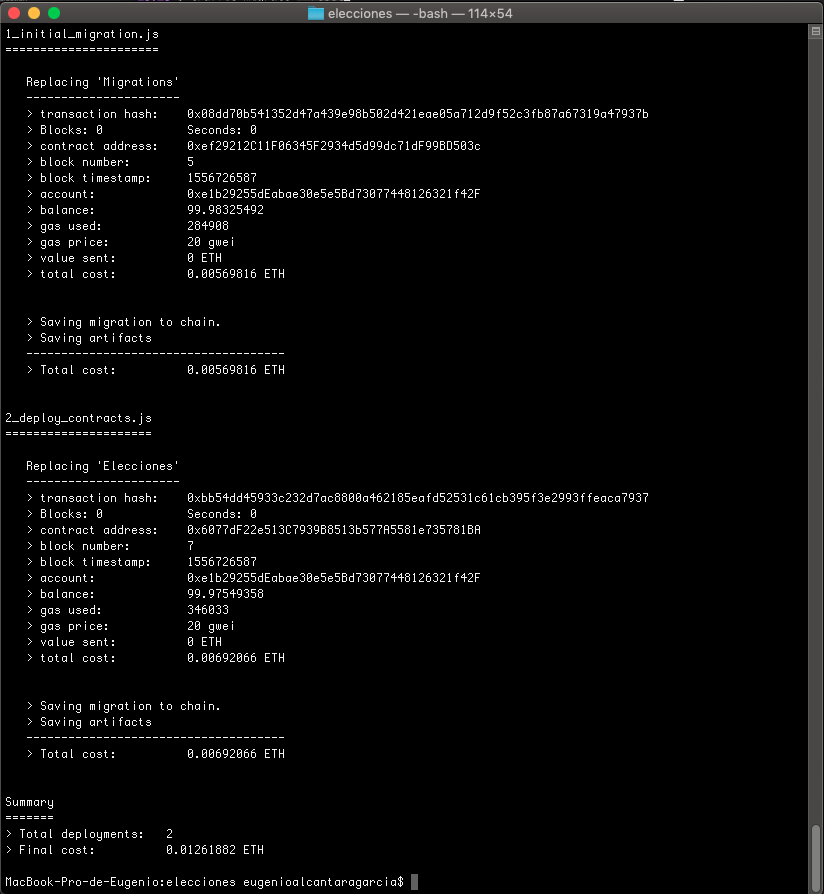 elecciones — -bash — 114×54
1_initial_migration.js
======================
Replacing 'Migrations'
----------------------
> transaction hash:    0x08dd70b541352d47a439e98b502d421eae05a712d9f52c3fb87a67319a47937b
> Blocks: 0            Seconds: 0
> contract address:    0xef29212C11F06345F2934d5d99dc71dF99BD503c
> block number:        5
> block timestamp:     1556726587
> account:             0xe1b29255dEabae30e5e5Bd73077448126321f42F
> balance:             99.98325492
> gas used:            284908
> gas price:           20 gwei
> value sent:          0 ETH
> total cost:          0.00569816 ETH
> Saving migration to chain.
> Saving artifacts
-------------------------------------
> Total cost:          0.00569816 ETH
2_deploy_contracts.js
=====================
Replacing 'Elecciones'
----------------------
> transaction hash:    0xbb54dd45933c232d7ac8800a462185eafd52531c61cb395f3e2993ffeaca7937
> Blocks: 0            Seconds: 0
> contract address:    0x6077dF22e513C7939B8513b577A5581e735781BA
> block number:        7
> block timestamp:     1556726587
> account:             0xe1b29255dEabae30e5e5Bd73077448126321f42F
> balance:             99.97549358
> gas used:            346033
> gas price:           20 gwei
> value sent:          0 ETH
> total cost:          0.00692066 ETH
> Saving migration to chain.
> Saving artifacts
-------------------------------------
> Total cost:          0.00692066 ETH
Summary
=======
> Total deployments:   2
> Final cost:          0.01261882 ETH
MacBook-Pro-de-Eugenio:elecciones eugenioalcantaragarcia$